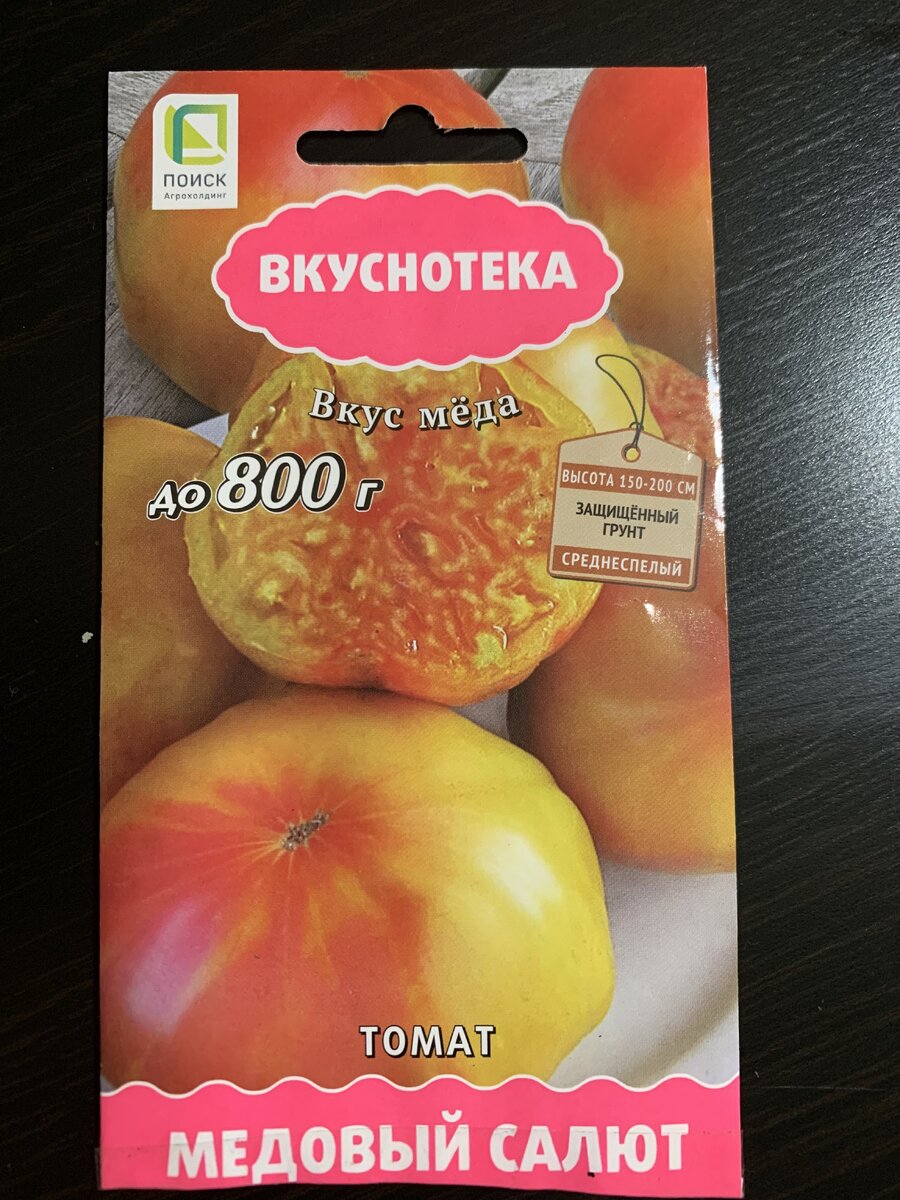 ПОИСК
Агрохолдинг
ВКУСНОТЕКА
Вкус мёда
до 800 г
ВЫСОТА 150-200 СМ
ЗАЩИЩЁННЫЙ
ГРУНТ
СРЕДНЕСПЕЛЫЙ
ТОМАТ
МЕДОВЫЙ САЛЮТ